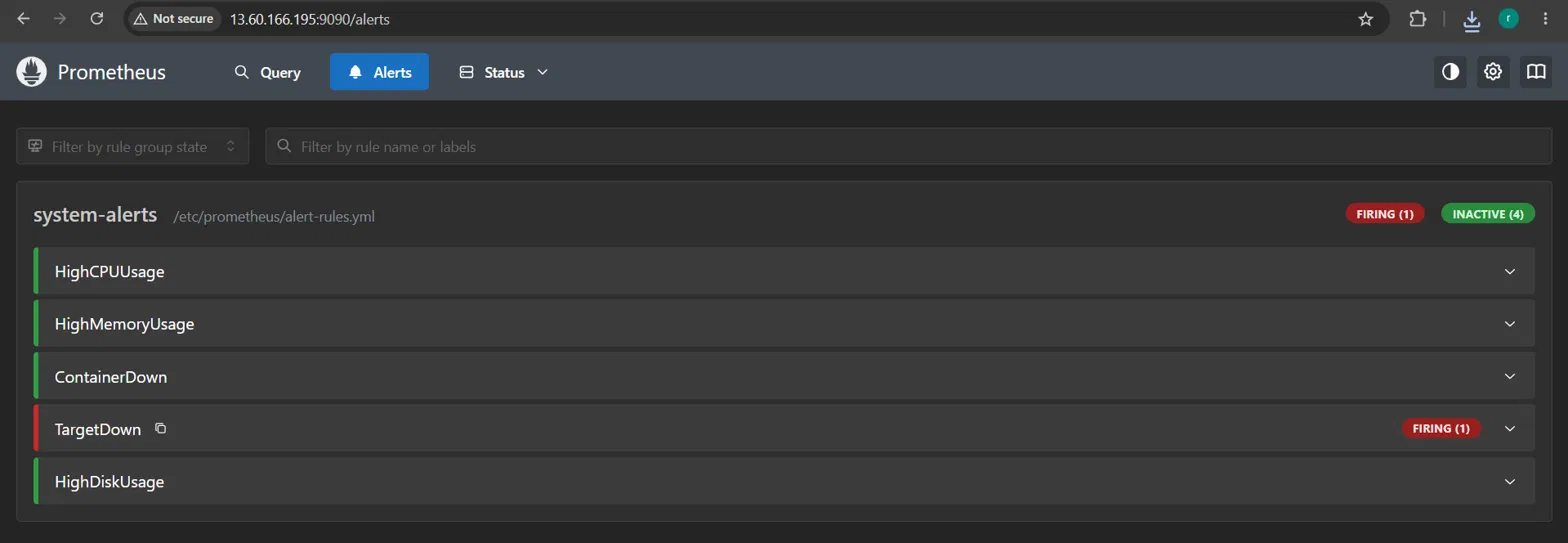 Not secure 13.60.166.195:9090/alerts r
Prometheus Query Alerts Status
Filter by rule group state Filter by rule name or labels
system-alerts /etc/prometheus/alert-rules.yml FIRING (1) INACTIVE (4)
HighCPUUsage
HighMemoryUsage
ContainerDown
TargetDown FIRING (1)
HighDiskUsage